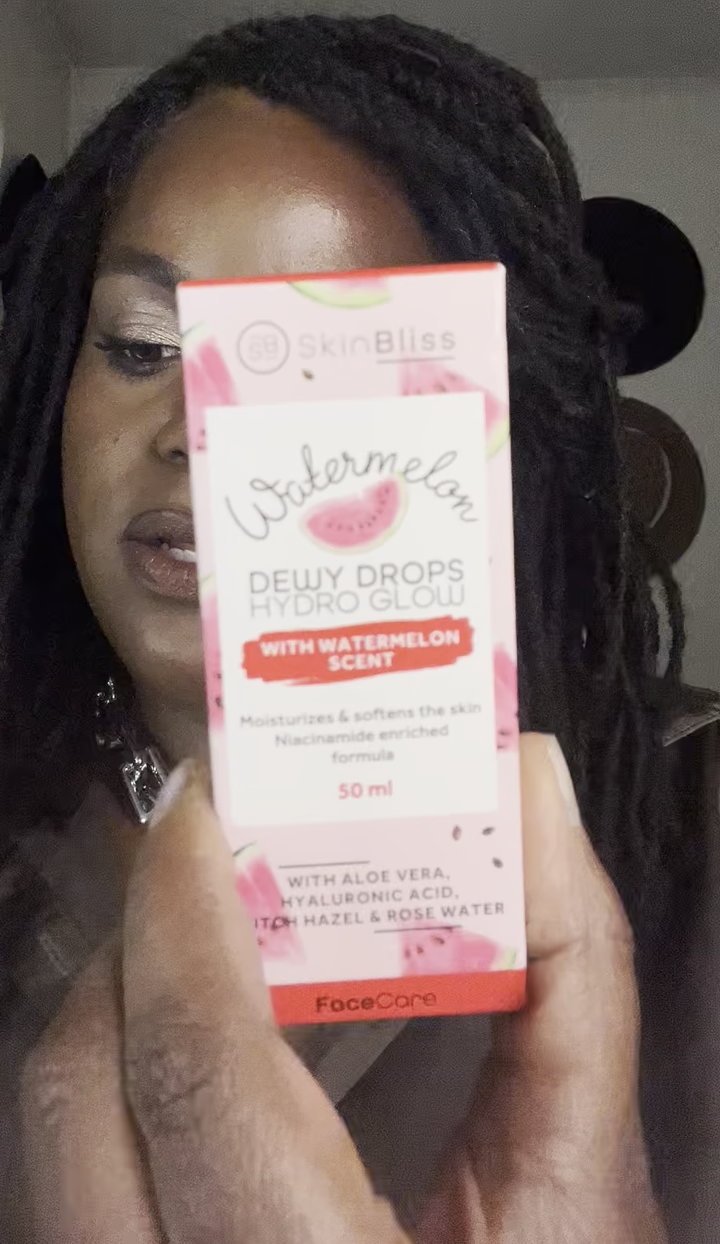 SkinBliss
Watermelon
DEWY DROPS
HYDRO GLOW
WITH WATERMELON
SCENT
Moisturizes & softens the skin
Niacinamide enriched
formula
50 ml
WITH ALOE VERA,
HYALURONIC ACID,
ITCH HAZEL & ROSE WATER
FaceCare